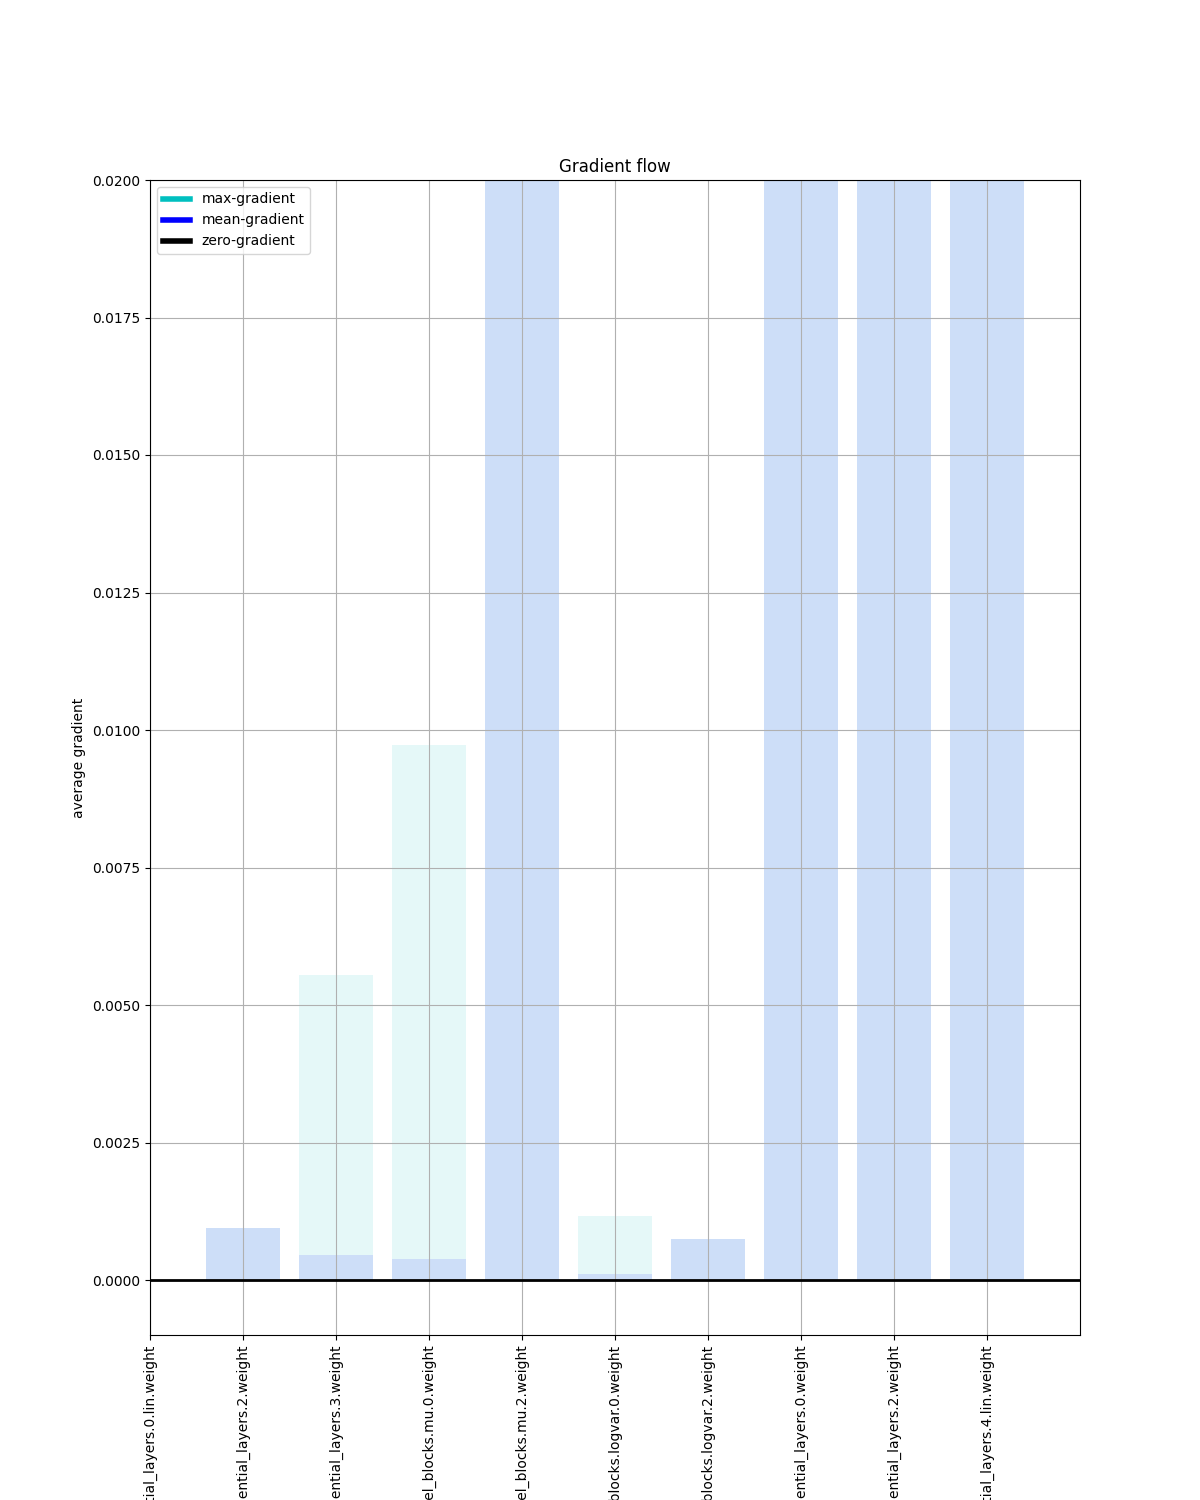 Gradient flow
max-gradient
mean-gradient
zero-gradient
0.0200
0.0175
0.0150
0.0125
0.0100
0.0075
0.0050
0.0025
0.0000
average gradient
tial_layers.0.lin.weight
ential_layers.2.weight
ential_layers.3.weight
el_blocks.mu.0.weight
el_blocks.mu.2.weight
blocks.logvar.0.weight
blocks.logvar.2.weight
ential_layers.0.weight
ential_layers.2.weight
tial_layers.4.lin.weight